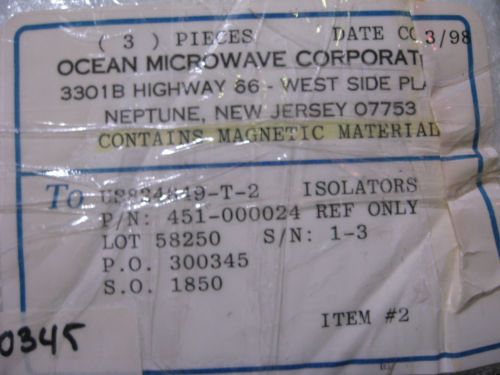 ( 3 ) PIECES DATE CO 3/98
OCEAN MICROWAVE CORPORAT
3301B HIGHWAY 66 - WEST SIDE PLA
NEPTUNE, NEW JERSEY 07753
CONTAINS MAGNETIC MATERIAL
To ISOLATORS
P/N: 451-000024 REF ONLY
LOT 58250 S/N: 1-3
P.O. 300345
S.O. 1850
ITEM #2
0345